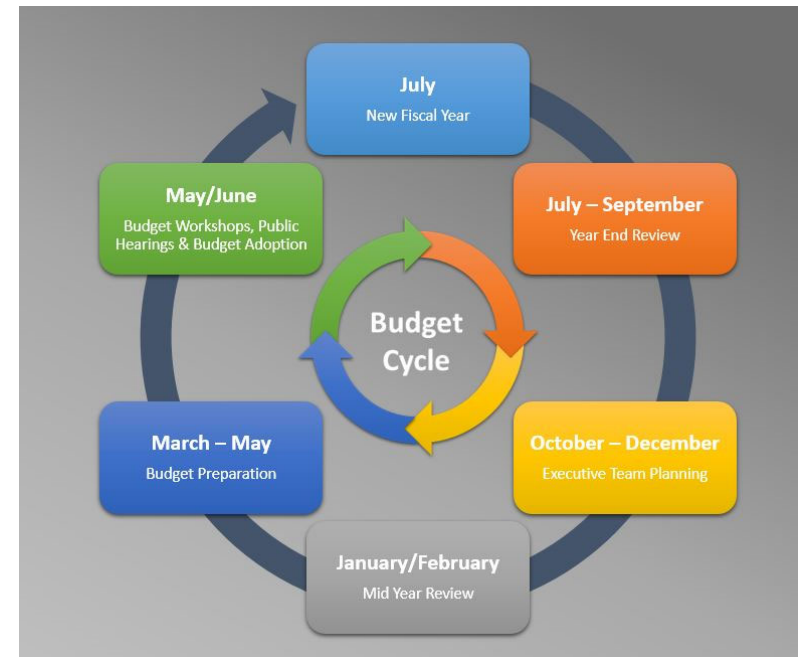 July
New Fiscal Year
July – September
Year End Review
October – December
Executive Team Planning
January/February
Mid Year Review
March – May
Budget Preparation
May/June
Budget Workshops, Public
Hearings & Budget Adoption
Budget
Cycle